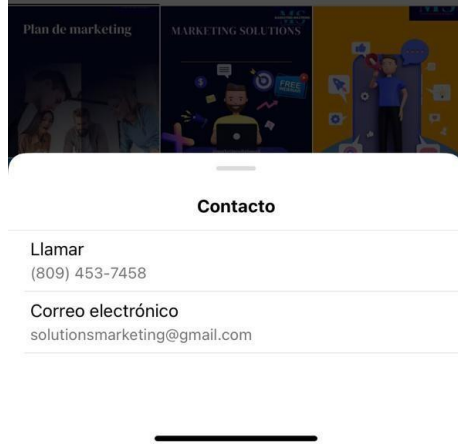 Plan de marketing
MARKETING SOLUTIONS
FREE
Contacto
Llamar
(809) 453-7458
Correo electrónico
solutionsmarketing@gmail.com